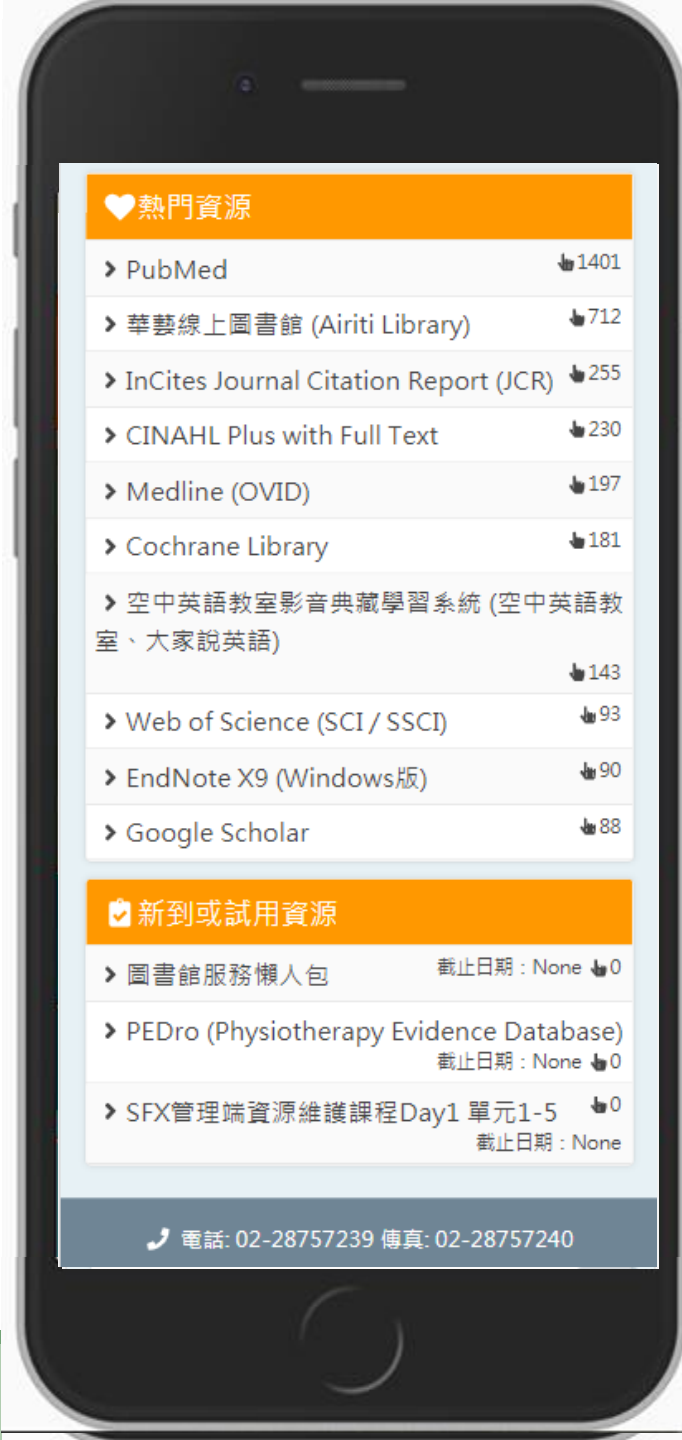 熱門資源
PubMed 1401
華藝線上圖書館 (Airiti Library) 712
InCites Journal Citation Report (JCR) 255
CINAHL Plus with Full Text 230
Medline (OVID) 197
Cochrane Library 181
空中英語教室影音典藏學習系統 (空中英語教
室、大家說英語)
143
Web of Science (SCI / SSCI) 93
EndNote X9 (Windows版) 90
Google Scholar 88
新到或試用資源
圖書館服務懶人包 截止日期：None 0
PEDro (Physiotherapy Evidence Database)
截止日期：None 0
SFX管理端資源維護課程Day1 單元1-5 0
截止日期：None
電話: 02-28757239 傳真: 02-28757240